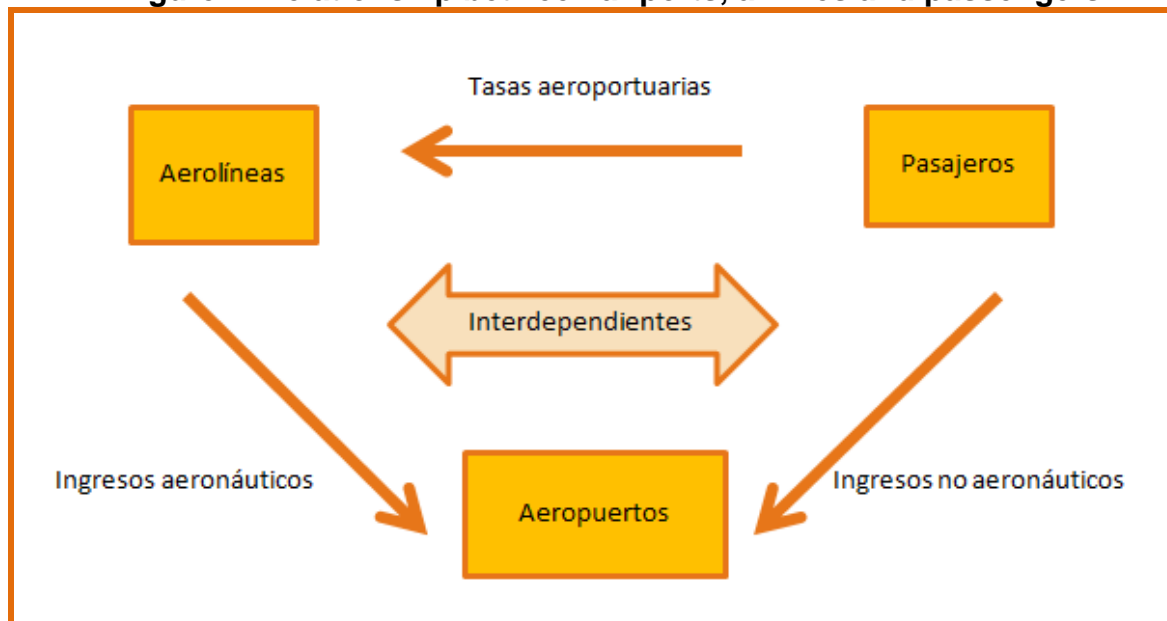 Tasas aeroportuarias
Aerolíneas
Pasajeros
Interdependientes
Ingresos aeronáuticos
Ingresos no aeronáuticos
Aeropuertos